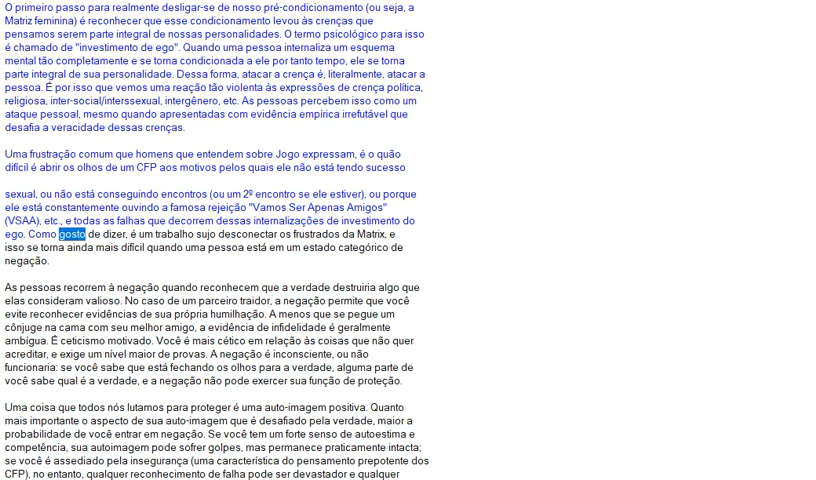 O primeiro passo para realmente desligar-se de nosso pré-condicionamento (ou seja, a
Matriz feminina) é reconhecer que esse condicionamento levou às crenças que
pensamos serem parte integral de nossas personalidades. O termo psicológico para isso
é chamado de "investimento de ego". Quando uma pessoa internaliza um esquema
mental tão completamente e se torna condicionada a ele por tanto tempo, ele se torna
parte integral de sua personalidade. Dessa forma, atacar a crença é, literalmente, atacar a
pessoa. É por isso que vemos uma reação tão violenta às expressões de crença política,
religiosa, inter-social/interssexual, intergênero, etc. As pessoas percebem isso como um
ataque pessoal, mesmo quando apresentadas com evidência empírica irrefutável que
desafia a veracidade dessas crenças.
Uma frustração comum que homens que entendem sobre Jogo expressam, é o quão
difícil é abrir os olhos de um CFP aos motivos pelos quais ele não está tendo sucesso
sexual, ou não está conseguindo encontros (ou um 2º encontro se ele estiver), ou porque
ele está constantemente ouvindo a famosa rejeição "Vamos Ser Apenas Amigos"
(VSAA), etc., e todas as falhas que decorrem dessas internalizações de investimento do
ego. Como gosto de dizer, é um trabalho sujo desconectar os frustrados da Matrix, e
isso se torna ainda mais difícil quando uma pessoa está em um estado categórico de
negação.
As pessoas recorrem à negação quando reconhecem que a verdade destruiria algo que
elas consideram valioso. No caso de um parceiro traidor, a negação permite que você
evite reconhecer evidências de sua própria humilhação. A menos que se pegue um
cônjuge na cama com seu melhor amigo, a evidência de infidelidade é geralmente
ambígua. É ceticismo motivado. Você é mais cético em relação às coisas que não quer
acreditar, e exige um nível maior de provas. A negação é inconsciente, ou não
funcionaria: se você sabe que está fechando os olhos para a verdade, alguma parte de
você sabe qual é a verdade, e a negação não pode exercer sua função de proteção.
Uma coisa que todos nós lutamos para proteger é uma auto-imagem positiva. Quanto
mais importante o aspecto de sua auto-imagem que é desafiado pela verdade, maior a
probabilidade de você entrar em negação. Se você tem um forte senso de autoestima e
competência, sua autoimagem pode sofrer golpes, mas permanece praticamente intacta;
se você é assediado pela insegurança (uma característica do pensamento prepotente dos
CFP), no entanto, qualquer reconhecimento de falha pode ser devastador e qualquer